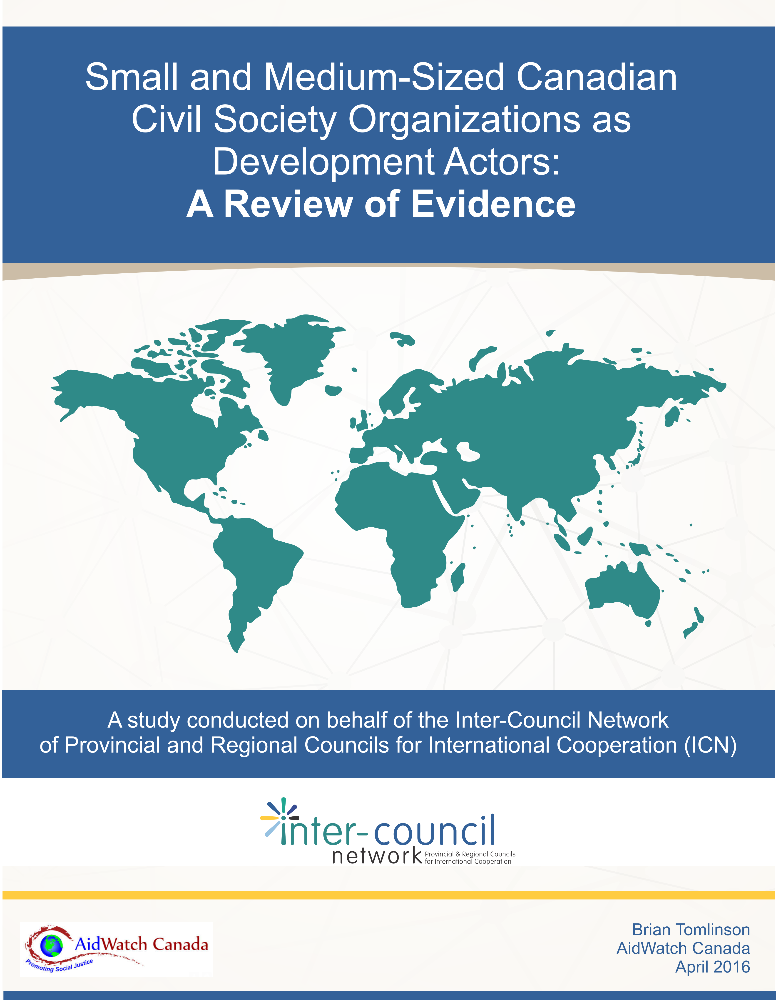 Small and Medium-Sized Canadian
Civil Society Organizations as
Development Actors:
A Review of Evidence
A study conducted on behalf of the Inter-Council Network
of Provincial and Regional Councils for International Cooperation (ICN)
inter-council
network
Provincial & Regional Councils
for International Cooperation
AidWatch Canada
Promoting Social Justice
Brian Tomlinson
AidWatch Canada
April 2016